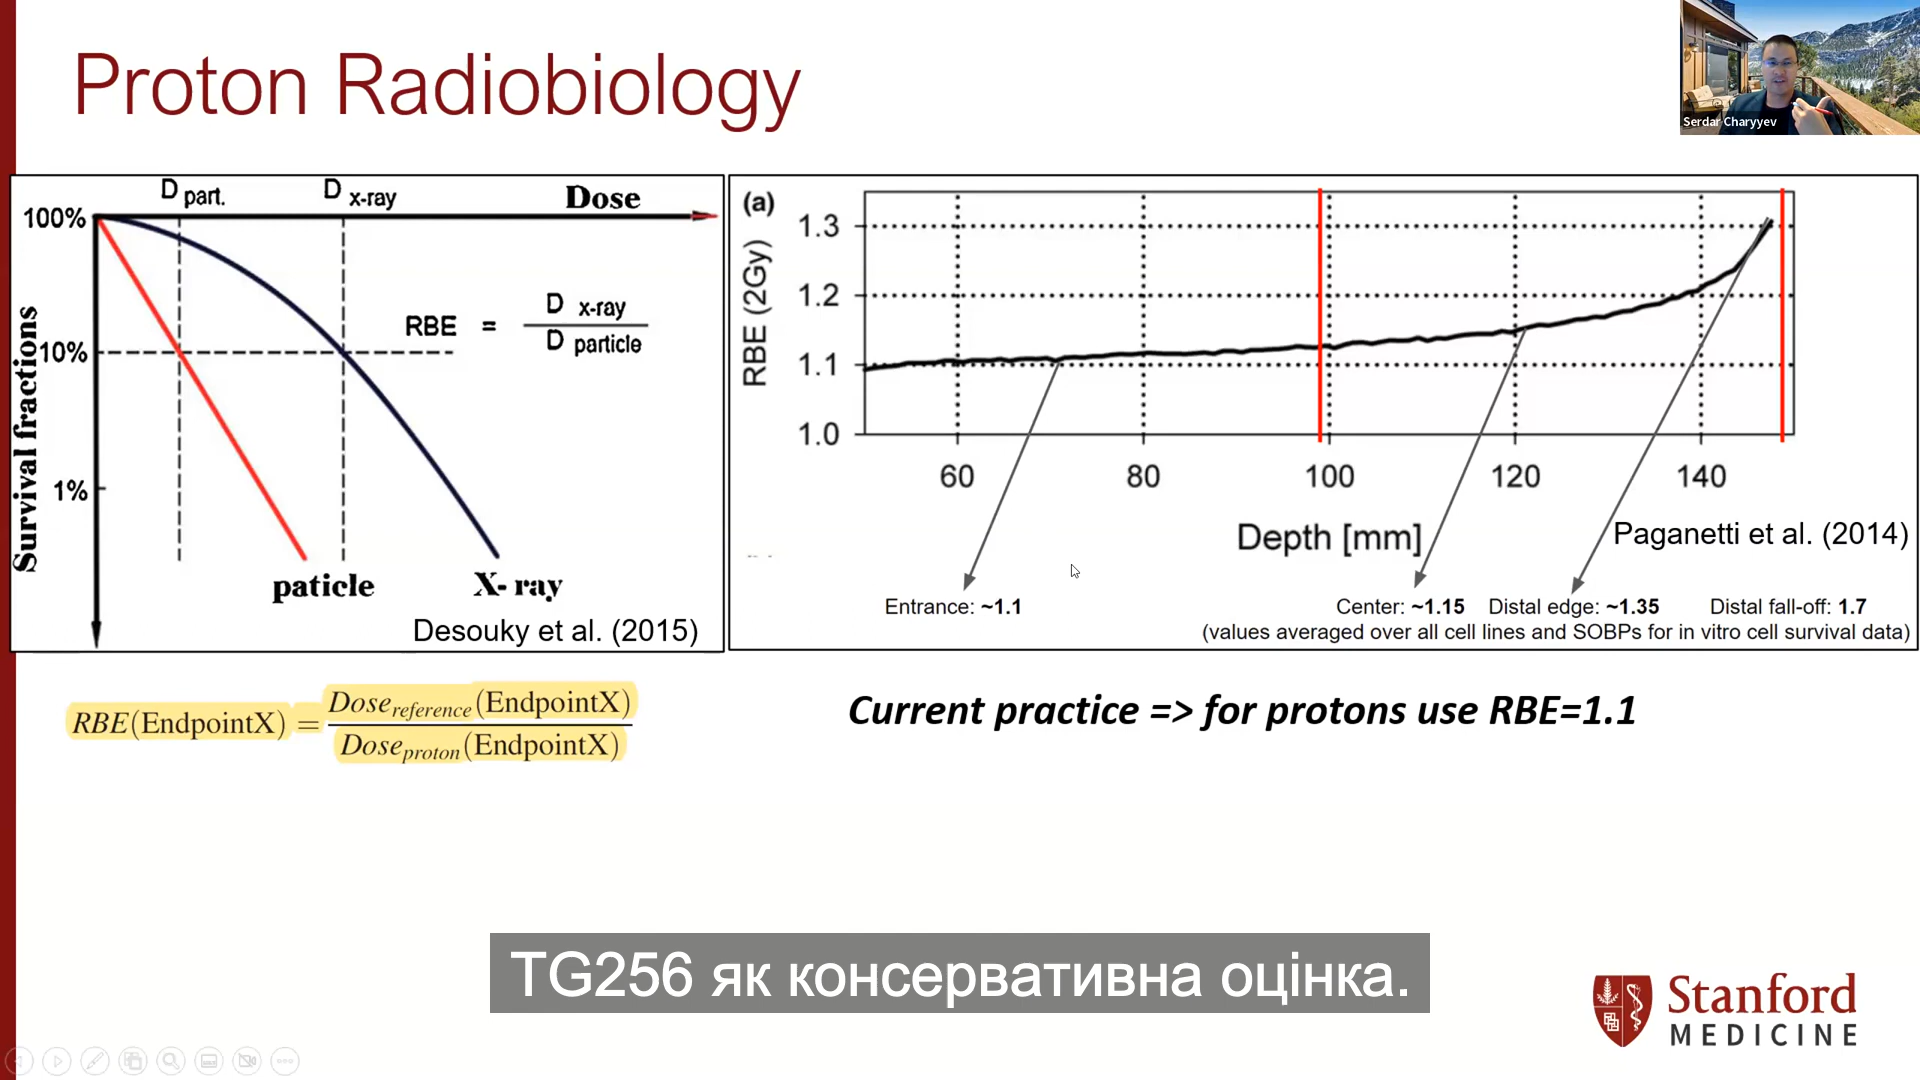 Proton Radiobiology
Serdar Charyyev
D part.
D x-ray
Dose
100%
10%
1%
Survival fractions
RBE = D x-ray / D particle
paticle
X- ray
Desouky et al. (2015)
(a)
RBE (2Gy)
1.3
1.2
1.1
1.0
60 80 100 120 140
Depth [mm]
Paganetti et al. (2014)
Entrance: ~1.1 Center: ~1.15 Distal edge: ~1.35 Distal fall-off: 1.7
(values averaged over all cell lines and SOBPs for in vitro cell survival data)
RBE(EndpointX) = Dose reference (EndpointX) / Dose proton (EndpointX)
Current practice => for protons use RBE=1.1
TG256 як консервативна оцінка.
Stanford
MEDICINE